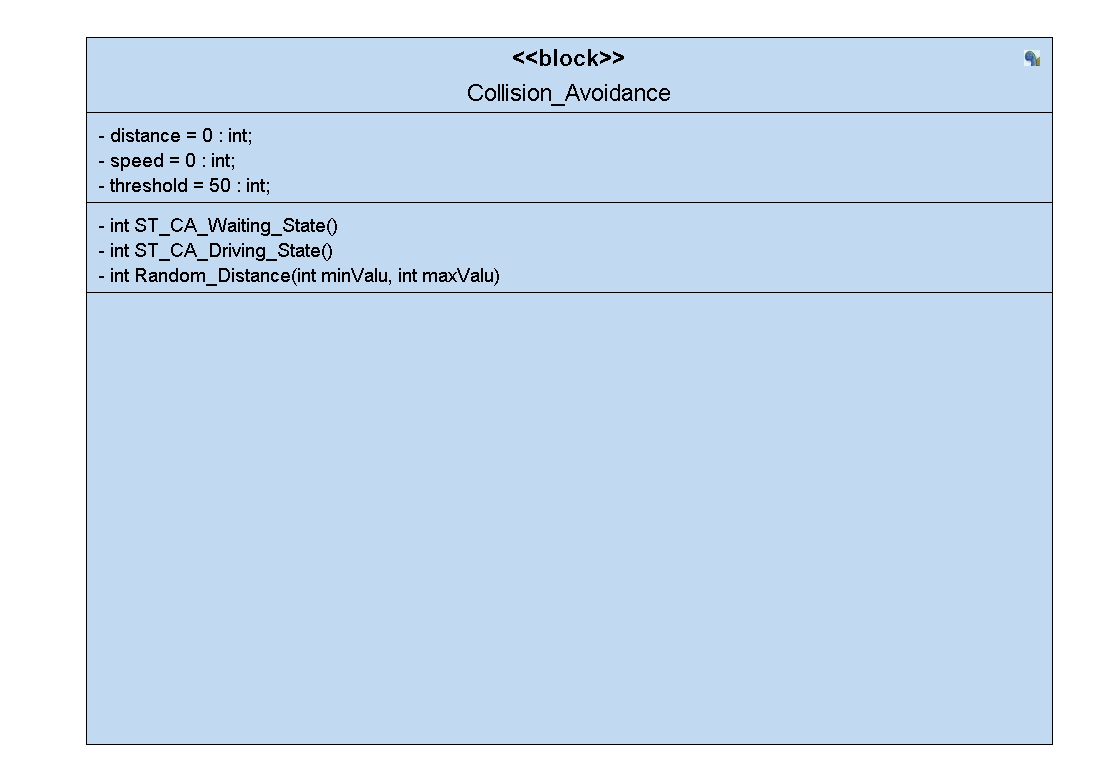 <<block>>
Collision_Avoidance
- distance = 0 : int;
- speed = 0 : int;
- threshold = 50 : int;
- int ST_CA_Waiting_State()
- int ST_CA_Driving_State()
- int Random_Distance(int minValu, int maxValu)